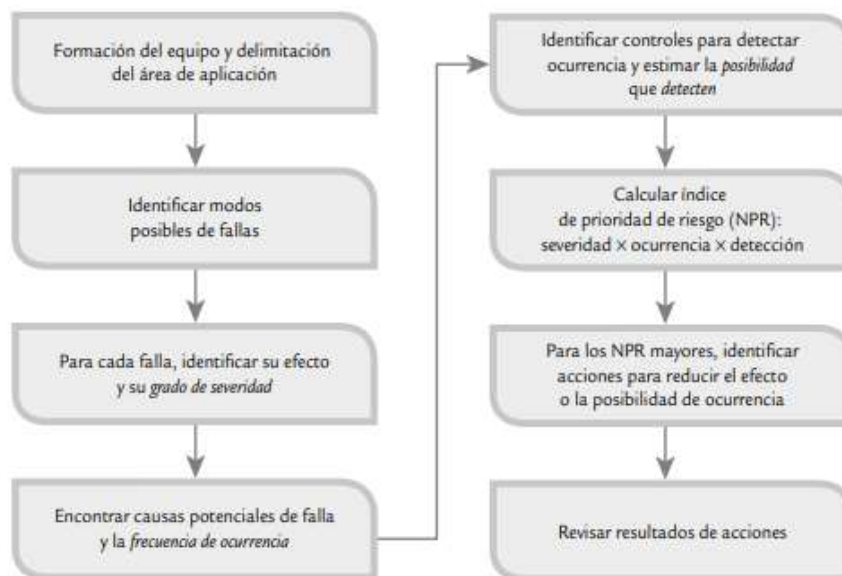 Formación del equipo y delimitación
del área de aplicación
Identificar modos
posibles de fallas
Para cada falla, identificar su efecto
y su grado de severidad
Encontrar causas potenciales de falla
y la frecuencia de ocurrencia
Identificar controles para detectar
ocurrencia y estimar la posibilidad
que detecten
Calcular índice
de prioridad de riesgo (NPR):
severidad × ocurrencia × detección
Para los NPR mayores, identificar
acciones para reducir el efecto
o la posibilidad de ocurrencia
Revisar resultados de acciones